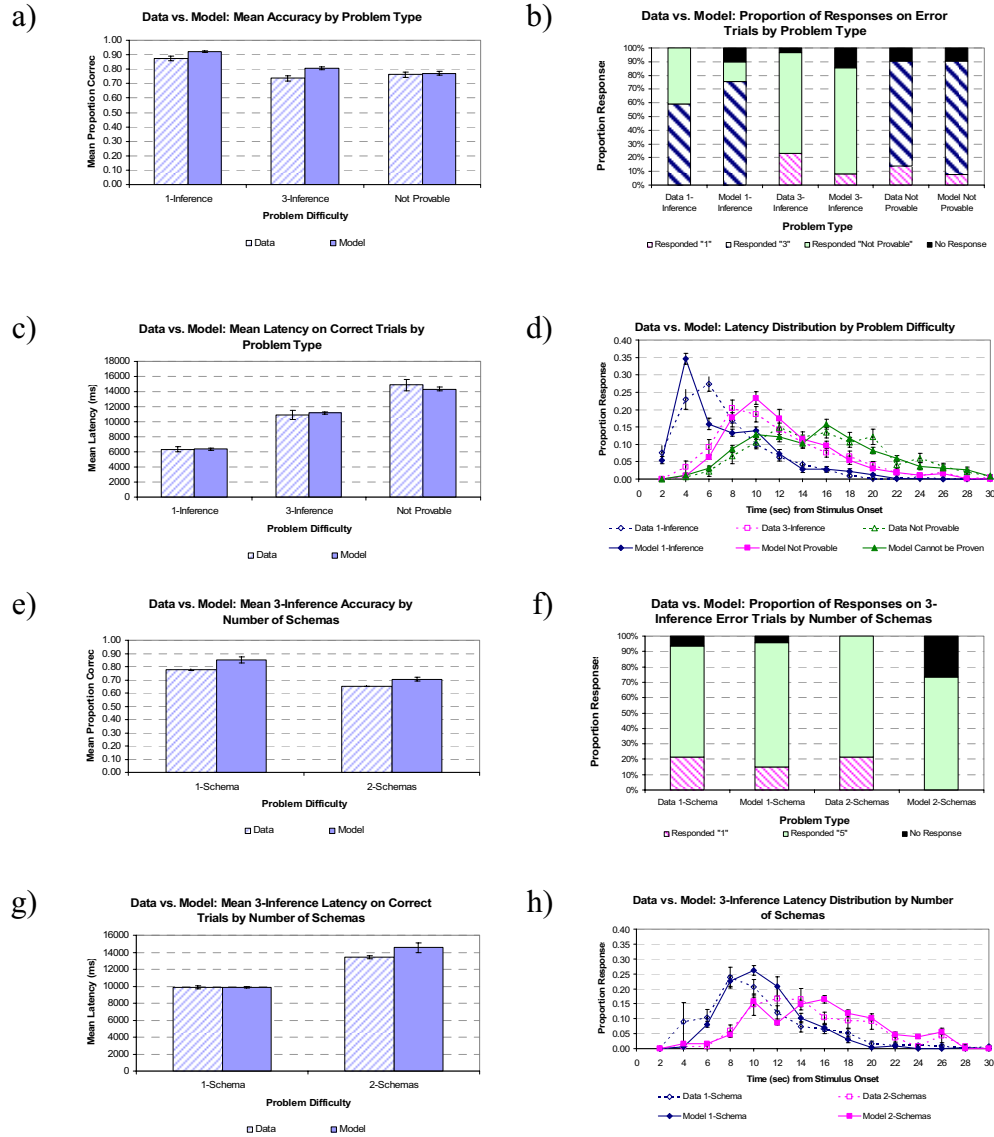 a)
Data vs. Model: Mean Accuracy by Problem Type
Mean Proportion Correc
1.00
0.90
0.80
0.70
0.60
0.50
0.40
0.30
0.20
0.10
0.00
1-Inference 3-Inference Not Provable
Problem Difficulty
Data Model
b)
Data vs. Model: Proportion of Responses on Error
Trials by Problem Type
Proportion Response
100%
90%
80%
70%
60%
50%
40%
30%
20%
10%
0%
Data 1- Model 1- Data 3- Model 3- Data Not Model Not
Inference Inference Inference Inference Provable Provable
Problem Type
Responded "1" Responded "3" Responded "Not Provable" No Response
c)
Data vs. Model: Mean Latency on Correct Trials by
Problem Type
Mean Latency (ms)
18000
16000
14000
12000
10000
8000
6000
4000
2000
0
1-Inference 3-Inference Not Provable
Problem Difficulty
Data Model
d)
Data vs. Model: Latency Distribution by Problem Difficulty
Proportion Response
0.40
0.35
0.30
0.25
0.20
0.15
0.10
0.05
0.00
0 2 4 6 8 10 12 14 16 18 20 22 24 26 28 30
Time (sec) from Stimulus Onset
Data 1-Inference Data 3-Inference Data Not Provable
Model 1-Inference Model Not Provable Model Cannot be Proven
e)
Data vs. Model: Mean 3-Inference Accuracy by
Number of Schemas
Mean Proportion Correc
1.00
0.90
0.80
0.70
0.60
0.50
0.40
0.30
0.20
0.10
0.00
1-Schema 2-Schemas
Problem Difficulty
Data Model
f)
Data vs. Model: Proportion of Responses on 3-
Inference Error Trials by Number of Schemas
Proportion Response
100%
90%
80%
70%
60%
50%
40%
30%
20%
10%
0%
Data 1-Schema Model 1-Schema Data 2-Schemas Model 2-Schemas
Problem Type
Responded "1" Responded "5" No Response
g)
Data vs. Model: Mean 3-Inference Latency on Correct
Trials by Number of Schemas
Mean Latency (ms)
16000
14000
12000
10000
8000
6000
4000
2000
0
1-Schema 2-Schemas
Problem Difficulty
Data Model
h)
Data vs. Model: 3-Inference Latency Distribution by Number
of Schemas
Proportion Response
0.40
0.35
0.30
0.25
0.20
0.15
0.10
0.05
0.00
0 2 4 6 8 10 12 14 16 18 20 22 24 26 28 30
Time (sec) from Stimulus Onset
Data 1-Schema Data 2-Schemas
Model 1-Schema Model 2-Schemas